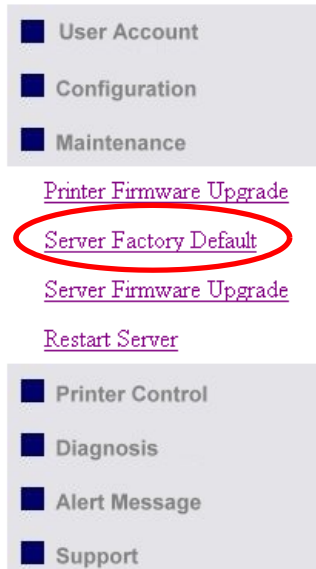 User Account
Configuration
Maintenance
Printer Firmware Upgrade
Server Factory Default
Server Firmware Upgrade
Restart Server
Printer Control
Diagnosis
Alert Message
Support